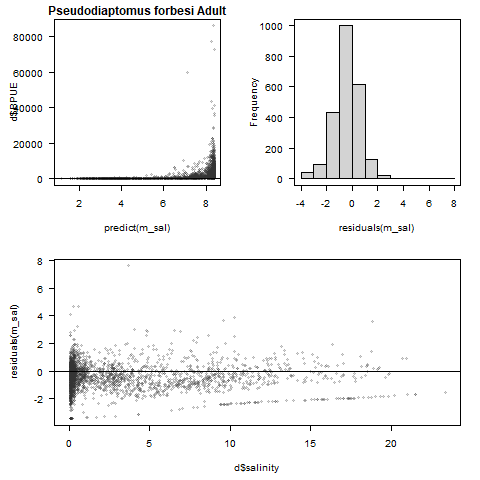 Pseudodiaptomus forbesi Adult
d$BPUE
80000
60000
40000
20000
0
2 4 6 8
predict(m_sal)
Frequency
1000
800
600
400
200
0
-4 -2 0 2 4 6 8
residuals(m_sal)
residuals(m_sal)
8
6
4
2
0
-2
0 5 10 15 20
d$salinity